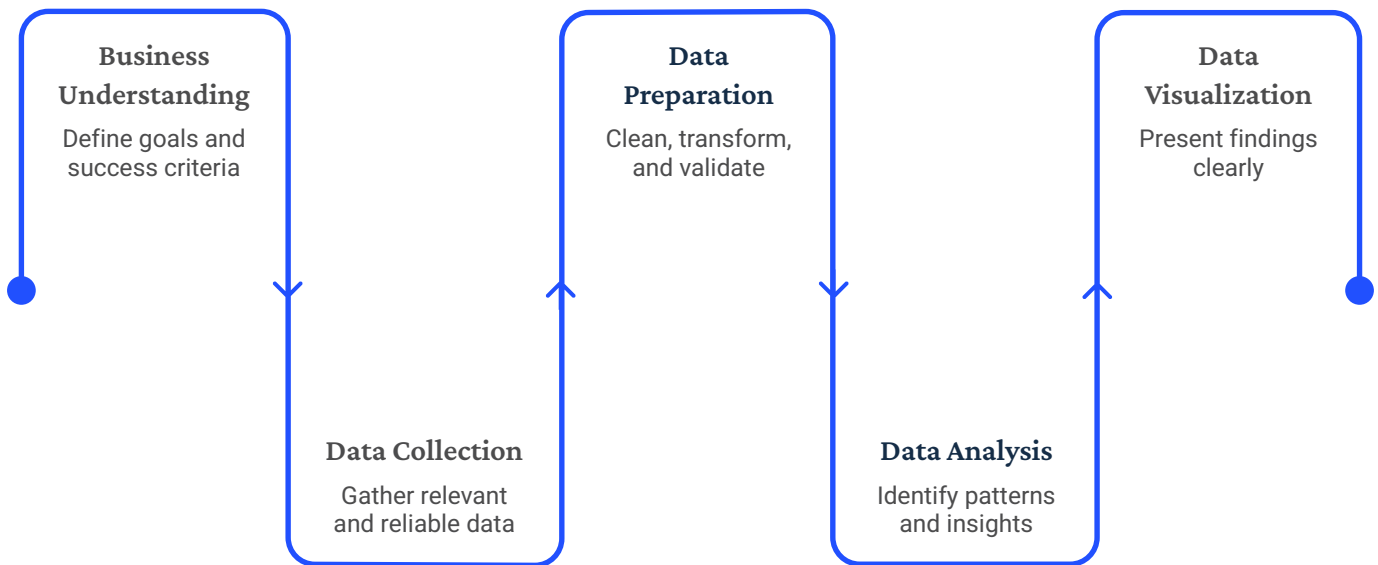 Business
Understanding
Define goals and
success criteria
Data Collection
Gather relevant
and reliable data
Data
Preparation
Clean, transform,
and validate
Data Analysis
Identify patterns
and insights
Data
Visualization
Present findings
clearly